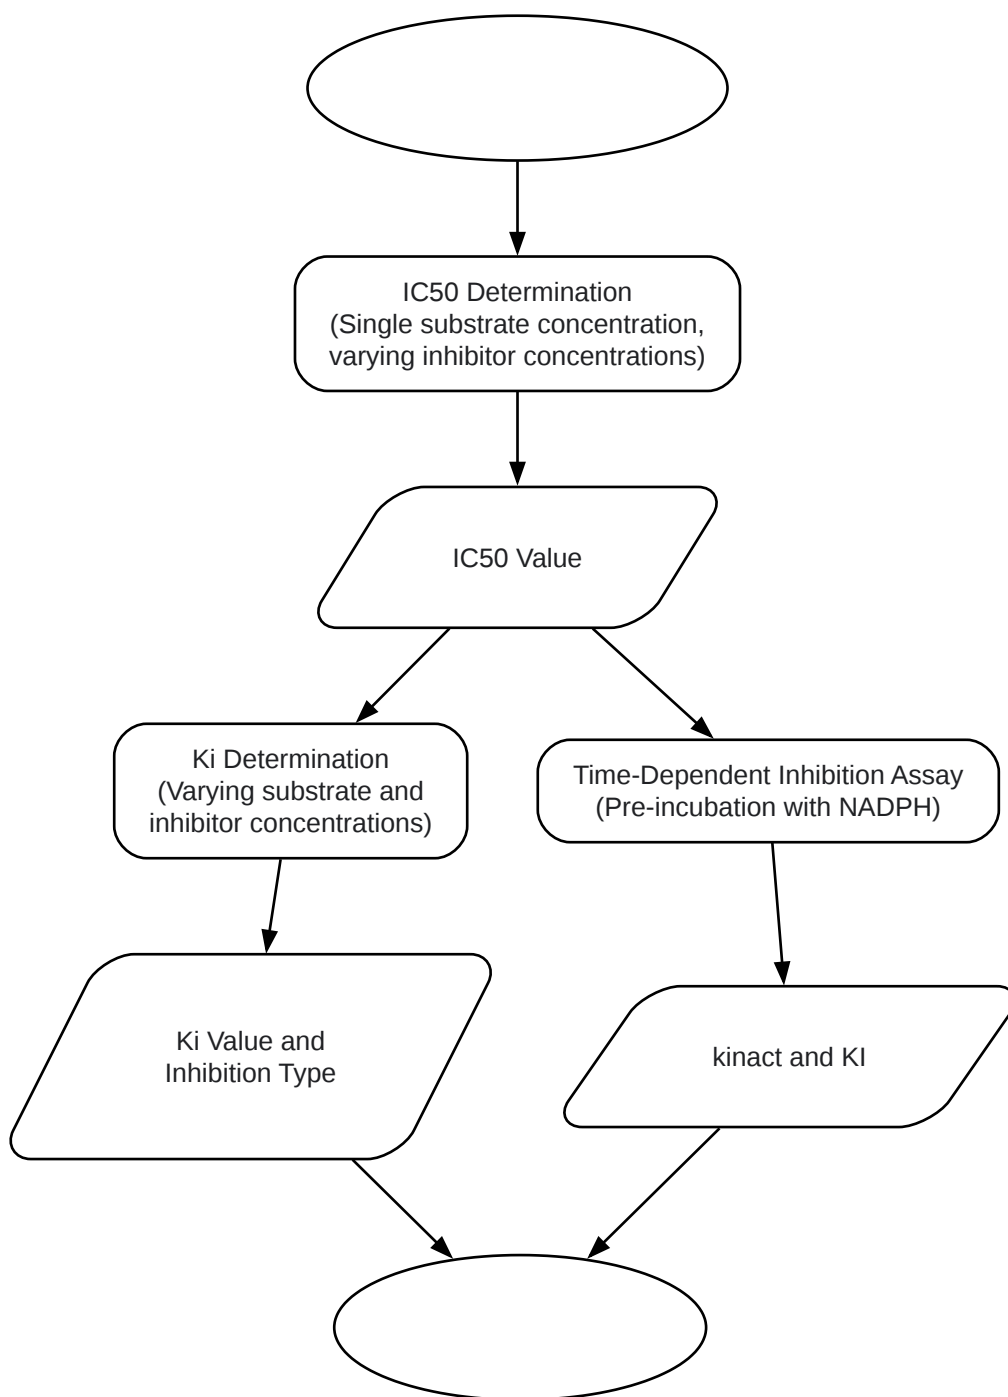 IC50 Determination
(Single substrate concentration,
varying inhibitor concentrations)
IC50 Value
Ki Determination
(Varying substrate and
inhibitor concentrations)
Time-Dependent Inhibition Assay
(Pre-incubation with NADPH)
Ki Value and
Inhibition Type
kinact and KI